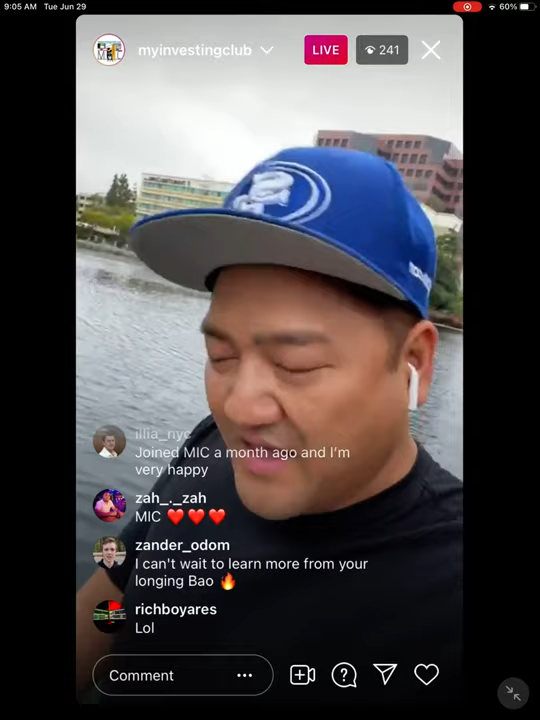 9:05 AM Tue Jun 29
60%
myinvestingclub
LIVE
241
illia_nyc
Joined MIC a month ago and I'm
very happy
zah_._zah
MIC ❤️❤️❤️
zander_odom
I can't wait to learn more from your
longing Bao 🔥
richboyares
Lol
Comment